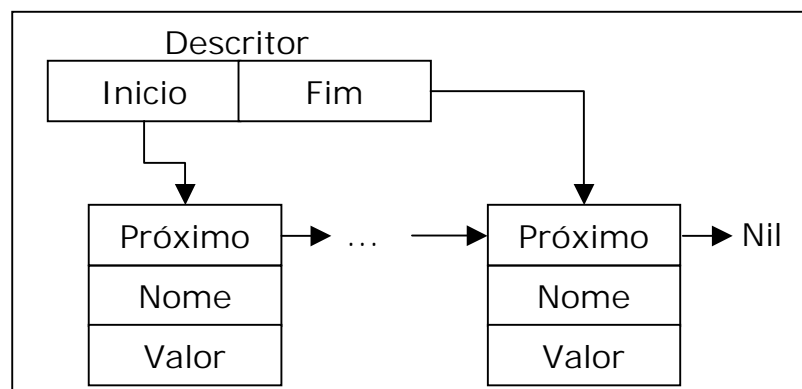 Descritor
Inicio Fim
Próximo ... Próximo Nil
Nome Nome
Valor Valor